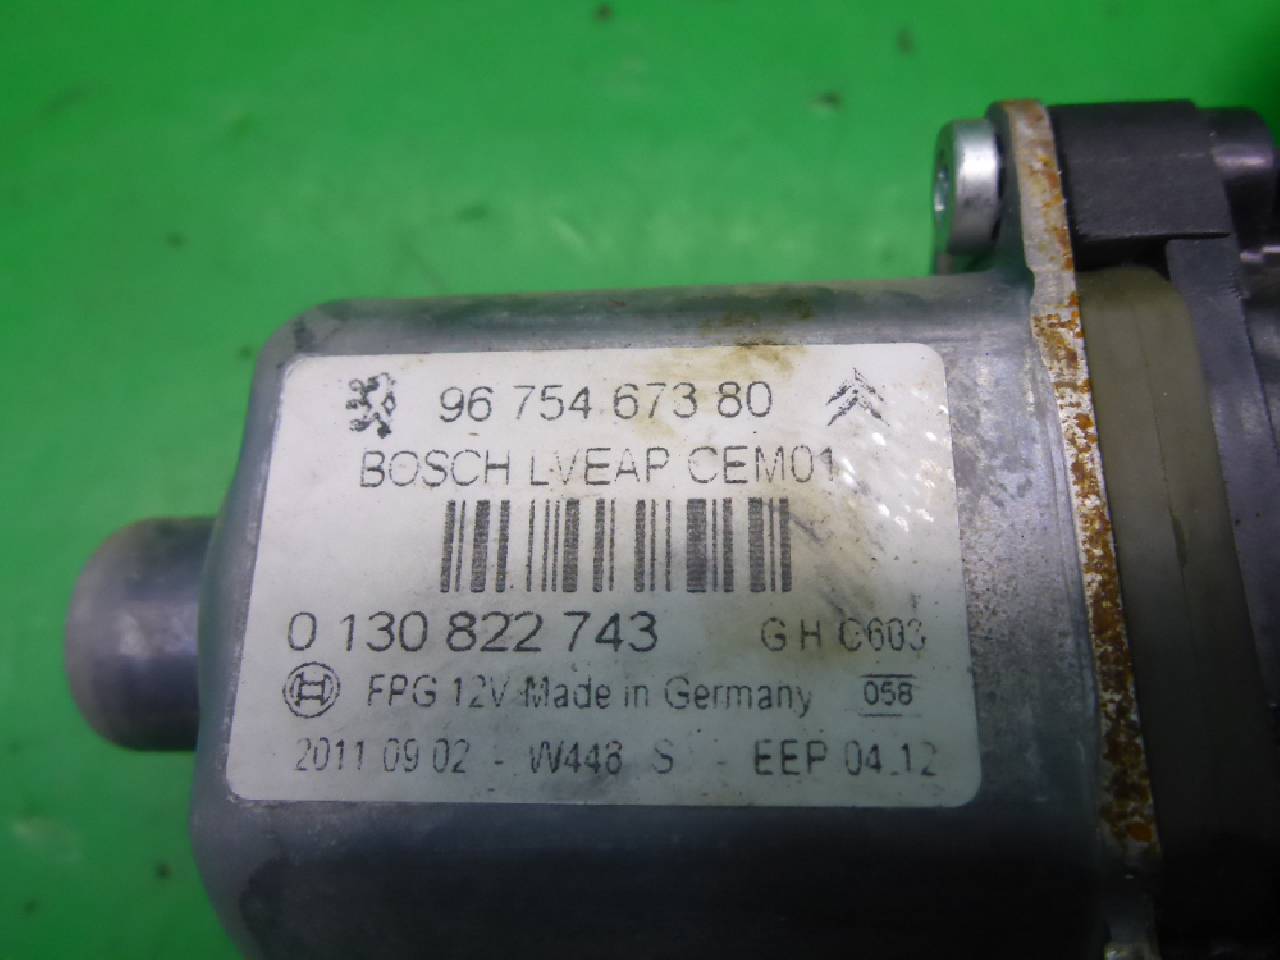 96 754 673 80
BOSCH LVEAP CEM01
0 130 822 743 G H C603
FPG 12V Made in Germany 058
2011 09 02 - W448 S - EEP 04.12